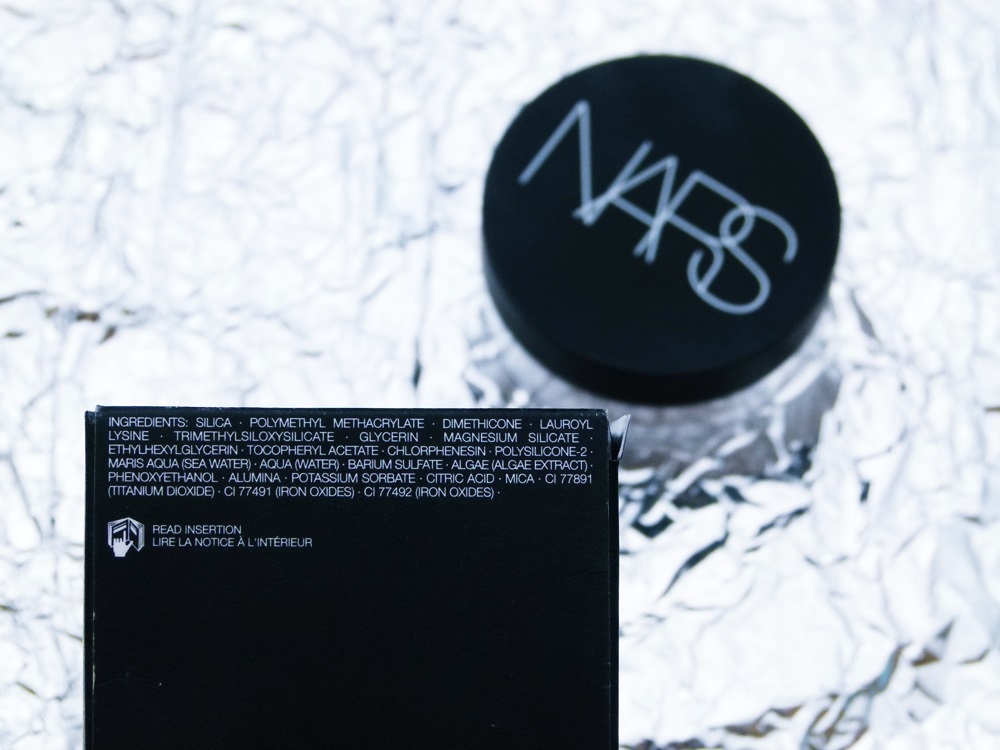 NARS
INGREDIENTS: SILICA · POLYMETHYL METHACRYLATE · DIMETHICONE · LAUROYL
LYSINE · TRIMETHYLSILOXYSILICATE · GLYCERIN · MAGNESIUM SILICATE ·
ETHYLHEXYLGLYCERIN · TOCOPHERYL ACETATE · CHLORPHENESIN · POLYSILICONE-2 ·
MARIS AQUA (SEA WATER) · AQUA (WATER) · BARIUM SULFATE · ALGAE (ALGAE EXTRACT) ·
PHENOXYETHANOL · ALUMINA · POTASSIUM SORBATE · CITRIC ACID · MICA · CI 77891
(TITANIUM DIOXIDE) · CI 77491 (IRON OXIDES) · CI 77492 (IRON OXIDES) ·
READ INSERTION
LIRE LA NOTICE À L'INTÉRIEUR